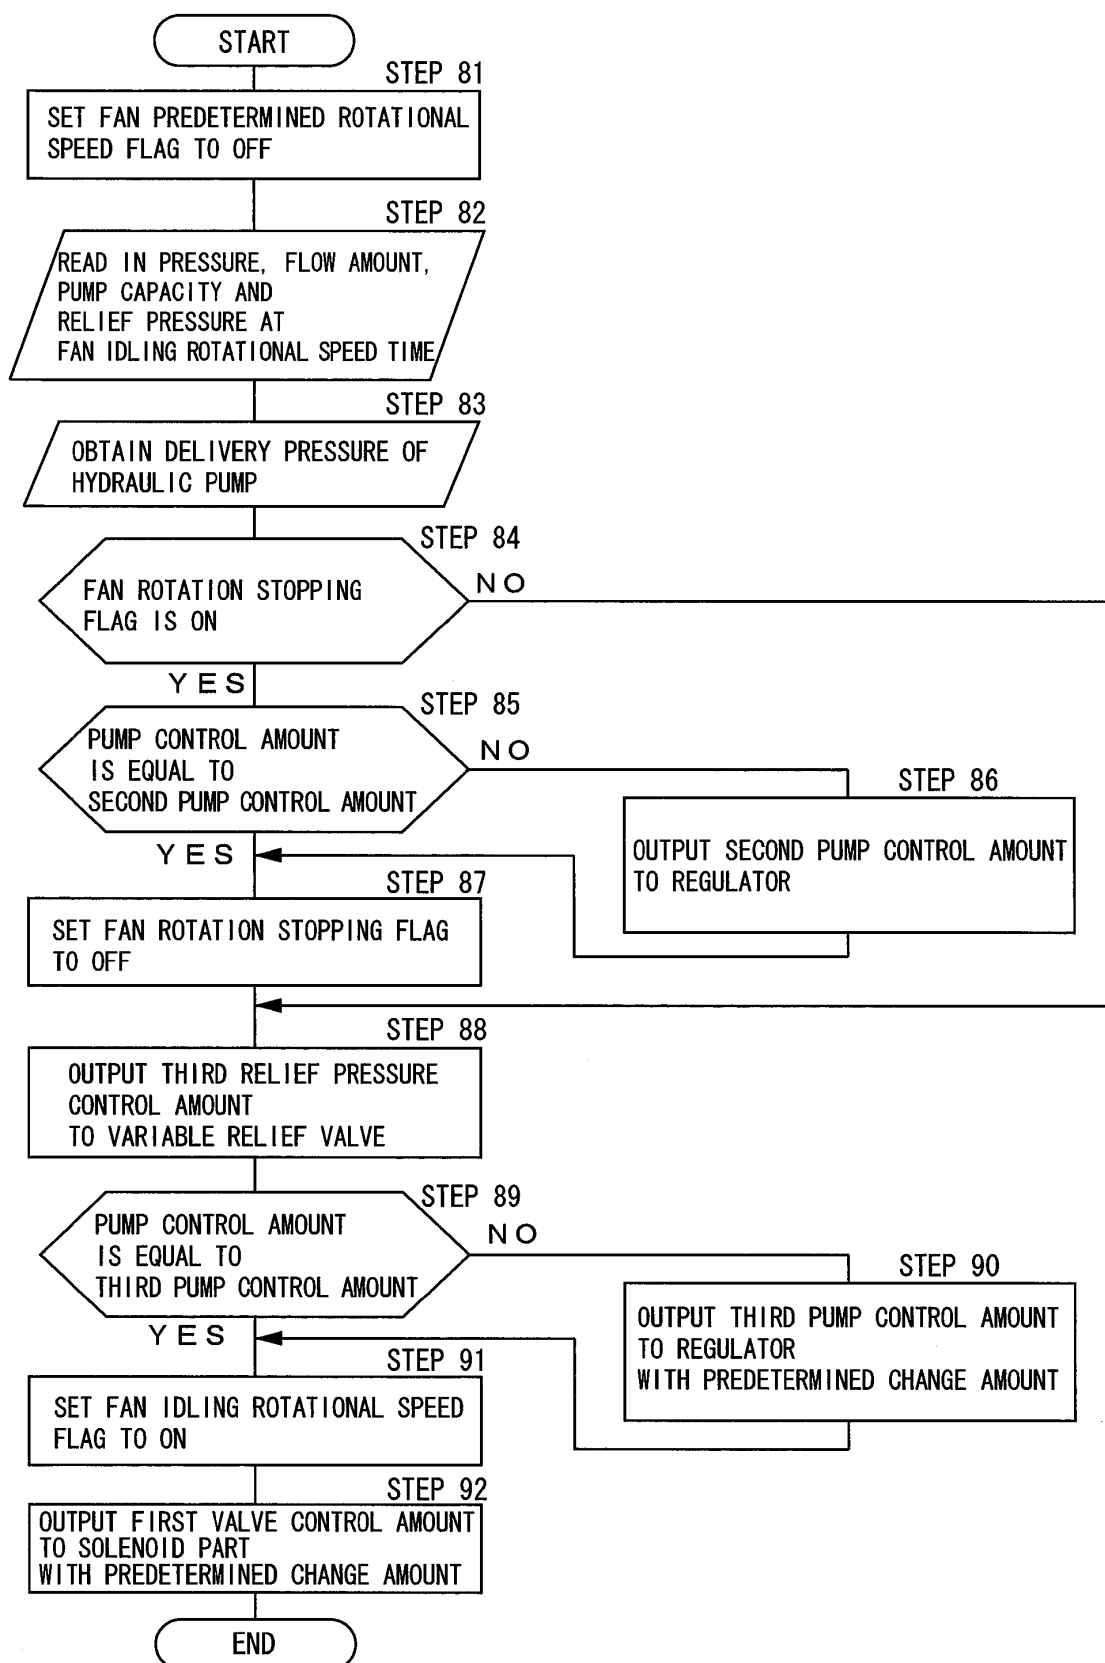 START
STEP 81
SET FAN PREDETERMINED ROTATIONAL
SPEED FLAG TO OFF
STEP 82
READ IN PRESSURE, FLOW AMOUNT,
PUMP CAPACITY AND
RELIEF PRESSURE AT
FAN IDLING ROTATIONAL SPEED TIME
STEP 83
OBTAIN DELIVERY PRESSURE OF
HYDRAULIC PUMP
STEP 84
FAN ROTATION STOPPING
FLAG IS ON
NO
YES
STEP 85
PUMP CONTROL AMOUNT
IS EQUAL TO
SECOND PUMP CONTROL AMOUNT
NO
STEP 86
OUTPUT SECOND PUMP CONTROL AMOUNT
TO REGULATOR
YES
STEP 87
SET FAN ROTATION STOPPING FLAG
TO OFF
STEP 88
OUTPUT THIRD RELIEF PRESSURE
CONTROL AMOUNT
TO VARIABLE RELIEF VALVE
STEP 89
PUMP CONTROL AMOUNT
IS EQUAL TO
THIRD PUMP CONTROL AMOUNT
NO
STEP 90
OUTPUT THIRD PUMP CONTROL AMOUNT
TO REGULATOR
WITH PREDETERMINED CHANGE AMOUNT
YES
STEP 91
SET FAN IDLING ROTATIONAL SPEED
FLAG TO ON
STEP 92
OUTPUT FIRST VALVE CONTROL AMOUNT
TO SOLENOID PART
WITH PREDETERMINED CHANGE AMOUNT
END